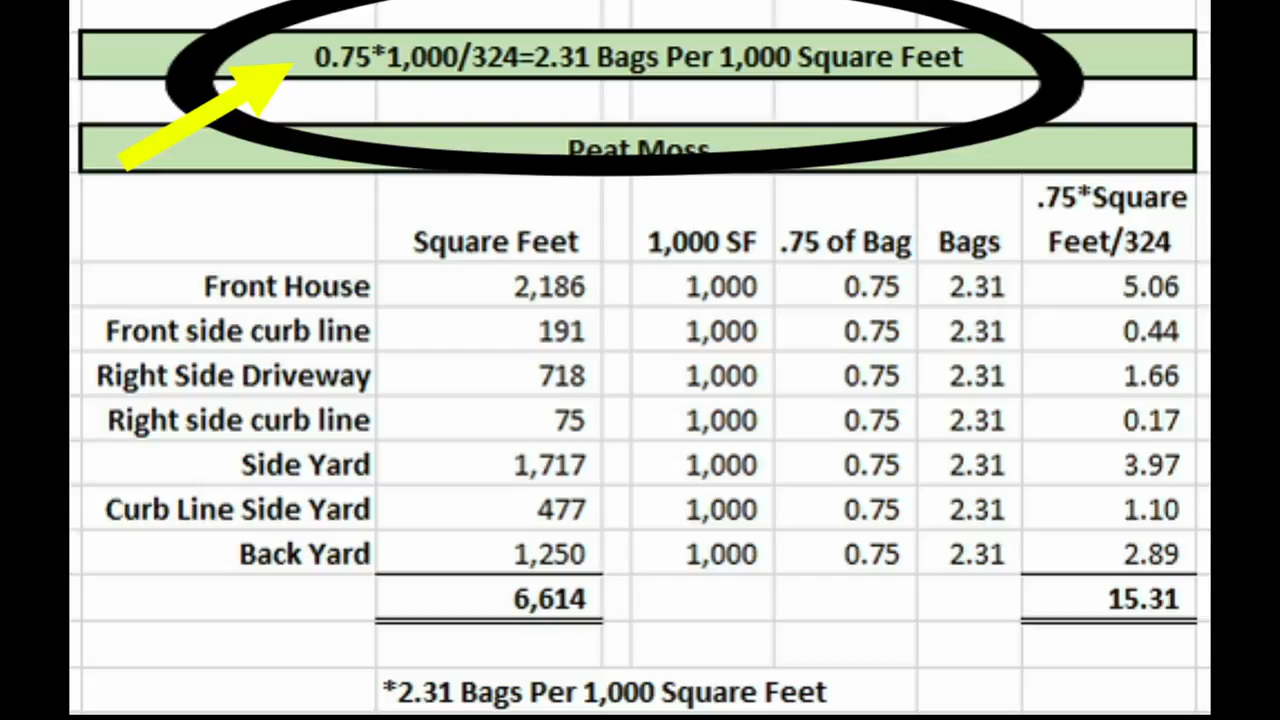 0.75*1,000/324=2.31 Bags Per 1,000 Square Feet
Peat Moss
.75*Square
Square Feet 1,000 SF .75 of Bag Bags Feet/324
Front House 2,186 1,000 0.75 2.31 5.06
Front side curb line 191 1,000 0.75 2.31 0.44
Right Side Driveway 718 1,000 0.75 2.31 1.66
Right side curb line 75 1,000 0.75 2.31 0.17
Side Yard 1,717 1,000 0.75 2.31 3.97
Curb Line Side Yard 477 1,000 0.75 2.31 1.10
Back Yard 1,250 1,000 0.75 2.31 2.89
6,614 15.31
*2.31 Bags Per 1,000 Square Feet